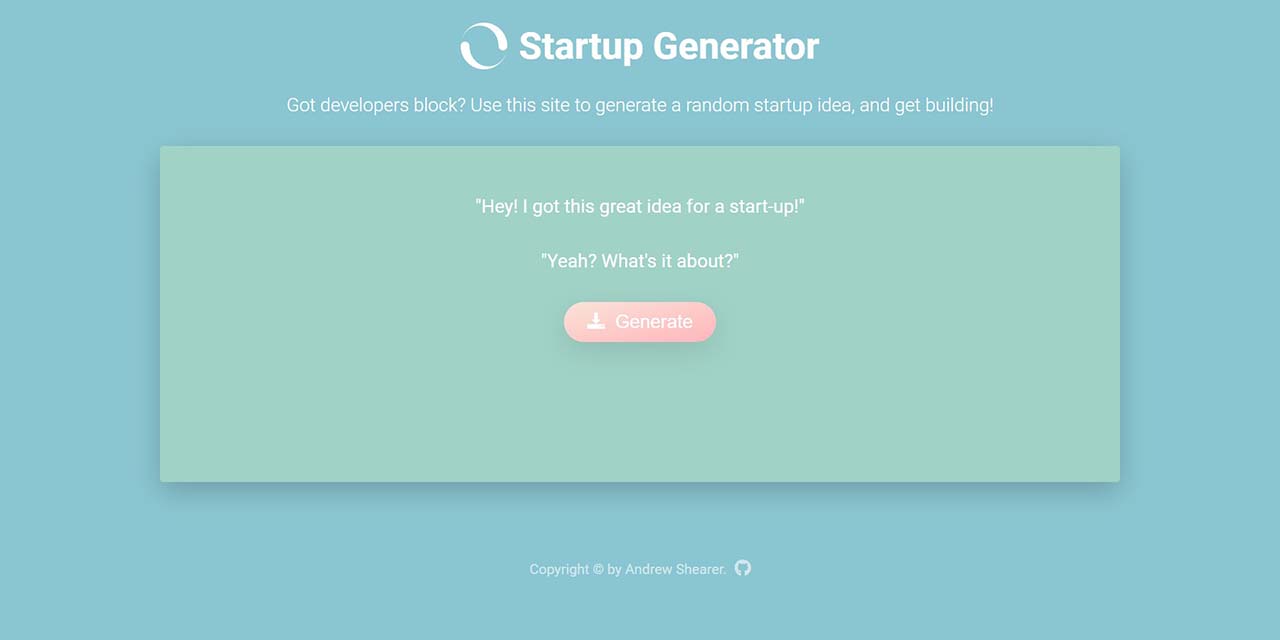 Startup Generator
Got developers block? Use this site to generate a random startup idea, and get building!
"Hey! I got this great idea for a start-up!"
"Yeah? What's it about?"
Generate
Copyright © by Andrew Shearer.